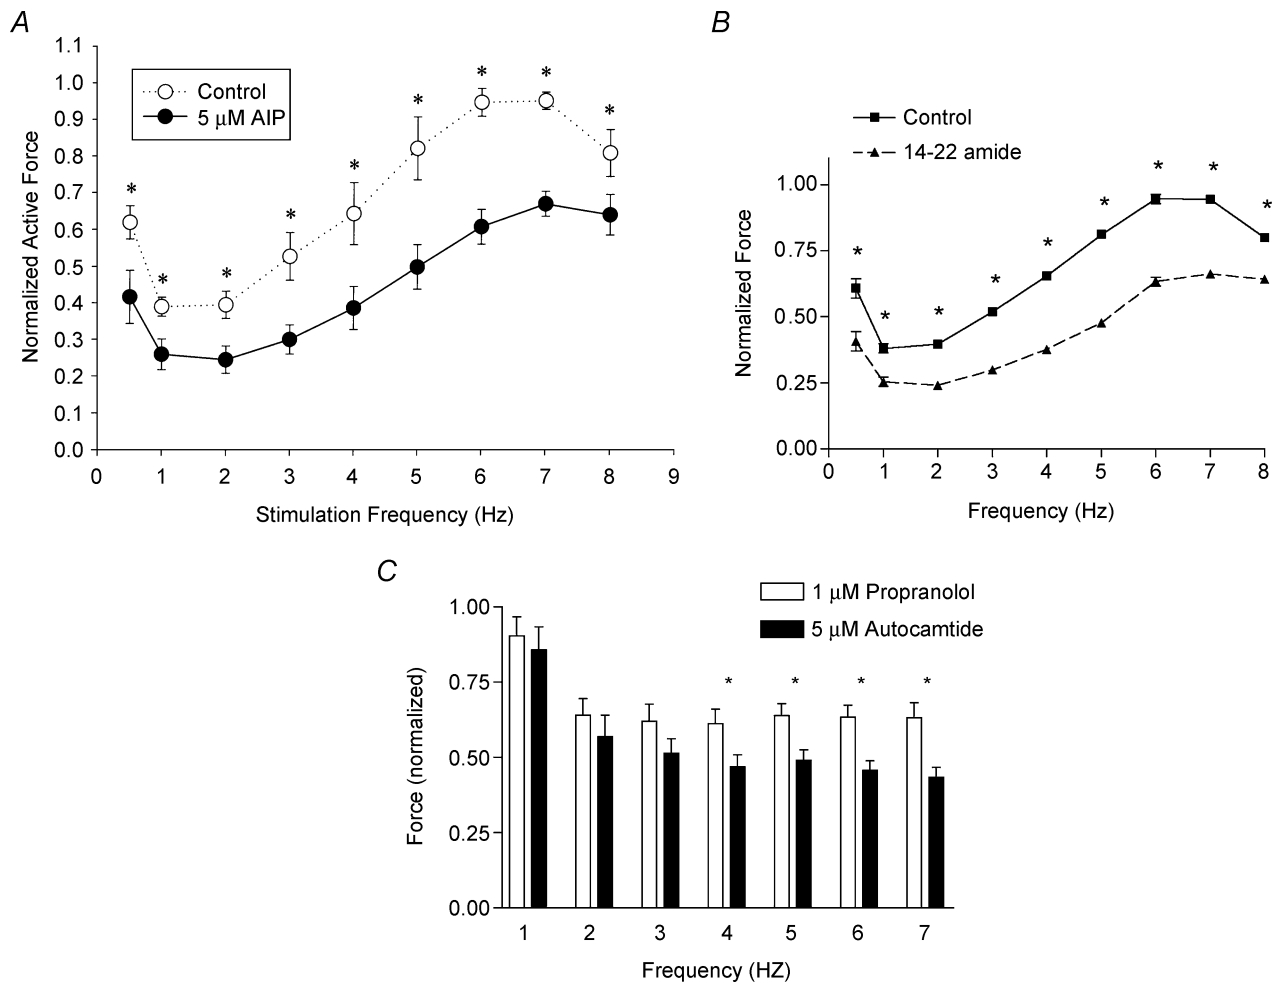 A
1.1
1.0
0.9
0.8
0.7
0.6
0.5
0.4
0.3
0.2
0.1
0.0
Normalized Active Force
Control
5 μM AIP
* * * * * * * * *
0 1 2 3 4 5 6 7 8 9
Stimulation Frequency (Hz)
B
Control
14-22 amide
1.00
0.75
0.50
0.25
0.00
Normalized Force
* * * * * * * * *
0 1 2 3 4 5 6 7 8
Frequency (Hz)
C
1 μM Propranolol
5 μM Autocamtide
1.00
0.75
0.50
0.25
0.00
Force (normalized)
* * * *
1 2 3 4 5 6 7
Frequency (HZ)